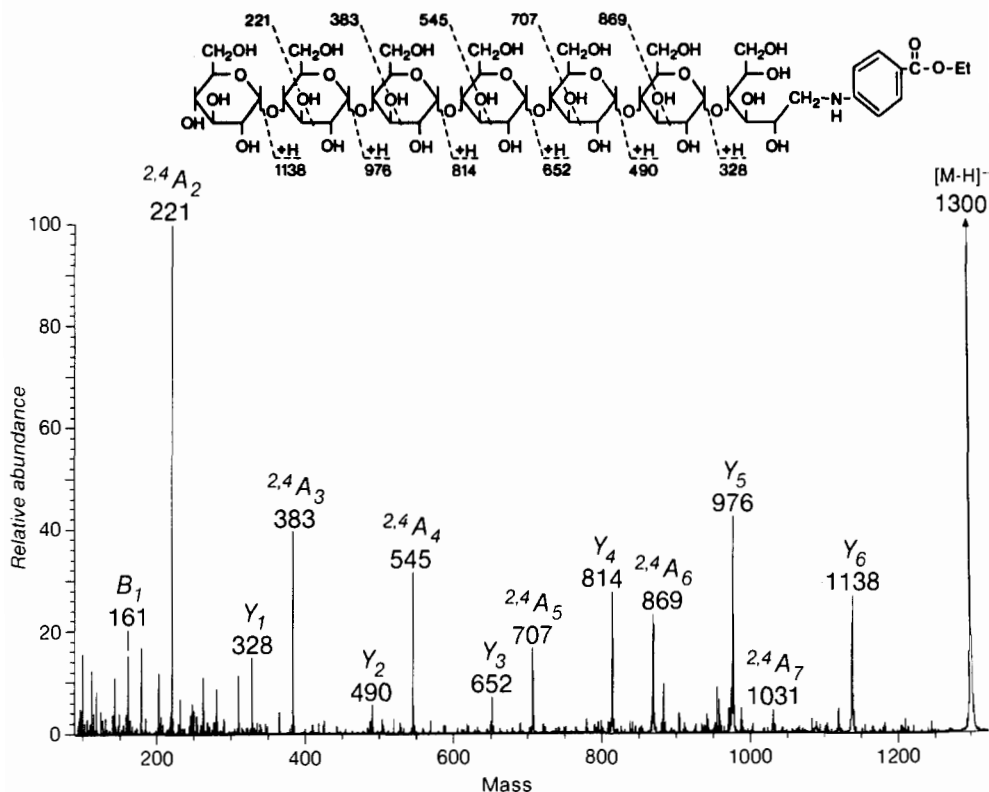 221 383 545 707 869
CH₂OH CH₂OH CH₂OH CH₂OH CH₂OH CH₂OH CH₂OH
O O O O O O OH O
OH OH OH OH OH OH OH CH₂-N C-O-Et
OH O O O O O O H
OH OH OH OH OH OH OH
+H +H +H +H +H +H
1138 976 814 652 490 328
[M-H]⁻
1300
²,⁴A₂
221
100
80
60
40
20
0
Relative abundance
B₁
161
Y₁
328
²,⁴A₃
383
Y₂
490
²,⁴A₄
545
Y₃
652
²,⁴A₅
707
Y₄
814
²,⁴A₆
869
Y₅
976
²,⁴A₇
1031
Y₆
1138
200 400 600 800 1000 1200
Mass